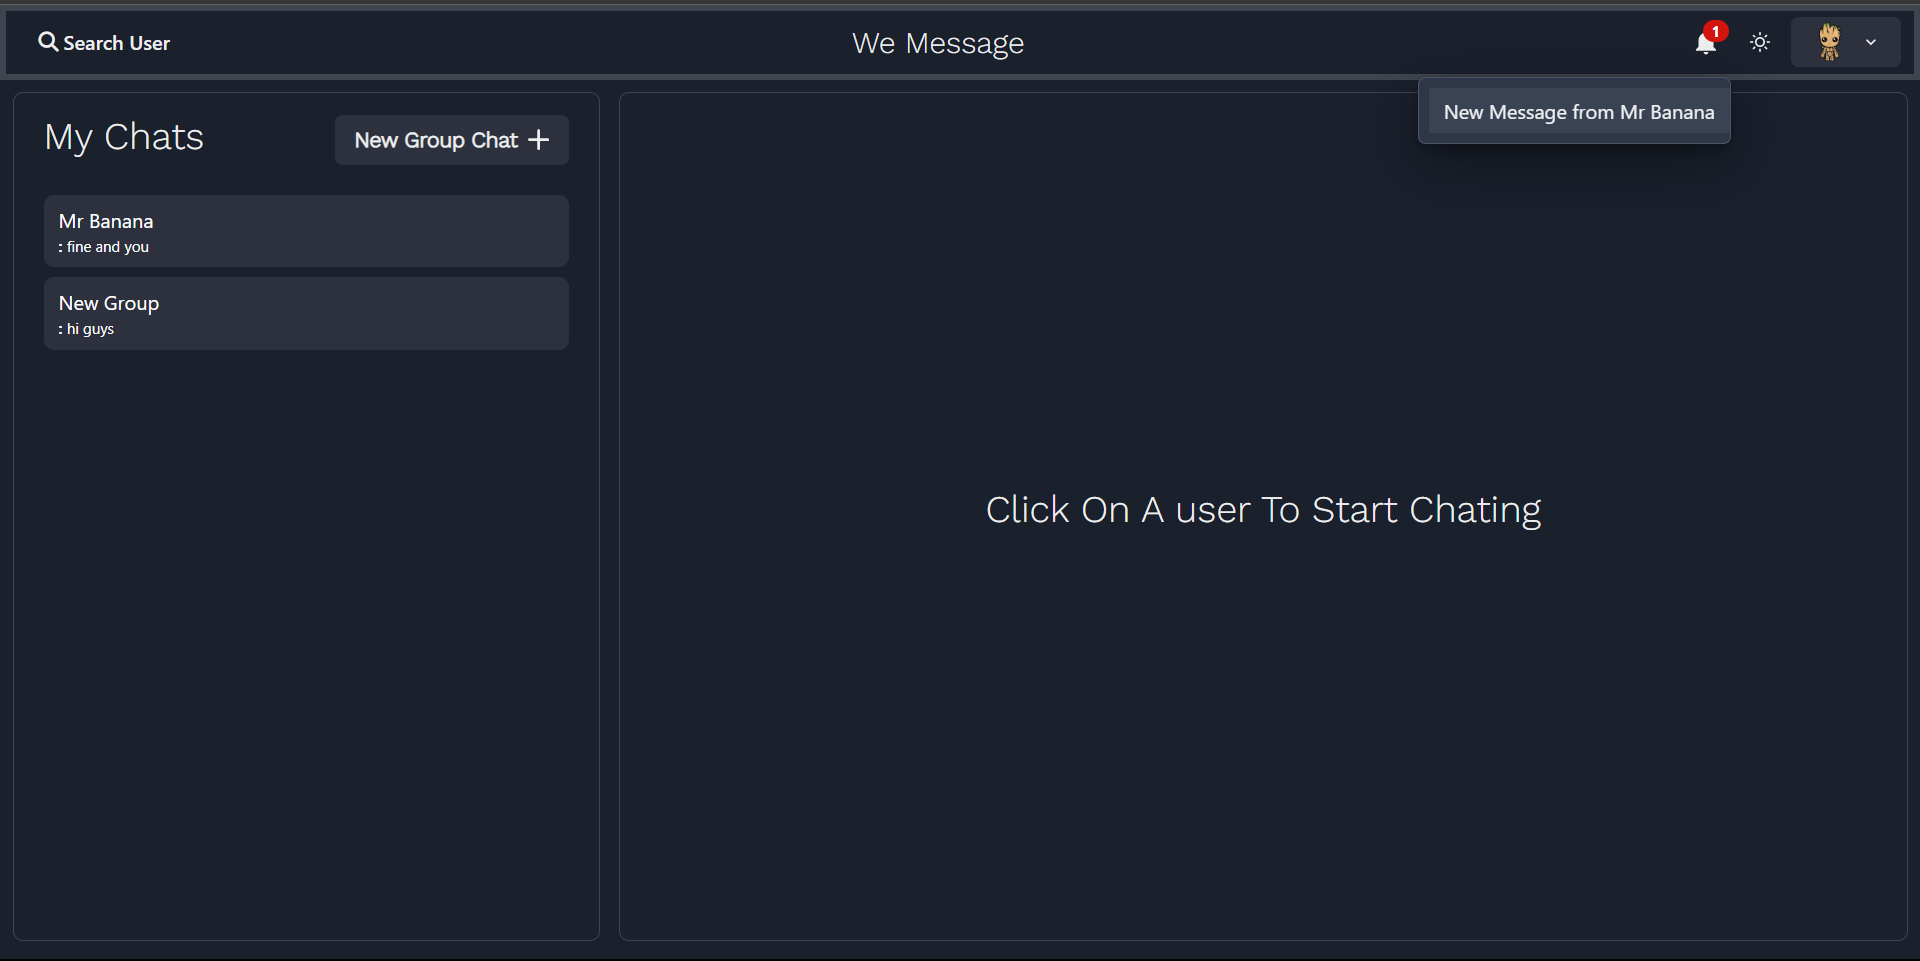 Search User
We Message
1
New Message from Mr Banana
My Chats
New Group Chat
Mr Banana
: fine and you
New Group
: hi guys
Click On A user To Start Chating